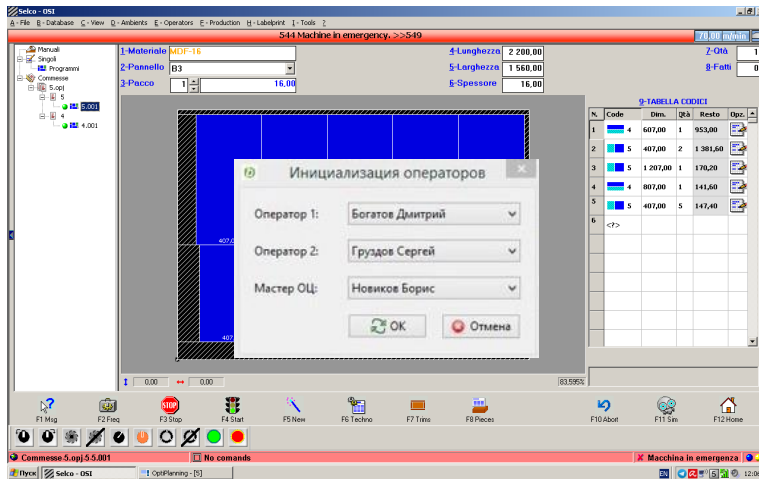 Selco - OSI
A - File B - Database C - View D - Ambients E - Operators F - Production H - Labelprint I - Tools ?
544 Machine in emergency. >>549
70,00 m/min
Manuali
Singoli
Commesse
5.opj
5
5.001
4
4.001
1-Materiale MDF-16
2-Pannello B3
3-Pacco 1 16,00
4-Lunghezza 2 200,00
5-Larghezza 1 560,00
6-Spessore 16,00
7-Qtà 1
8-Fatti 0
9-TABELLA CODICI
N. Code Dim. Qtà Resto Opz.
1 4 607,00 1 953,00
2 5 407,00 2 1 381,60
3 5 1 207,00 1 170,20
4 4 807,00 1 141,60
5 5 407,00 5 147,40
6 <?>
407,0
407
Инициализация операторов
Оператор 1: Богатов Дмитрий
Оператор 2: Груздов Сергей
Мастер ОЦ: Новиков Борис
ОК Отмена
0,00 0,00 83,595%
STOP
F1 Msg F2 Freq F3 Stop F4 Start F5 New F6 Techno F7 Trims F8 Pieces F10 Abort F11 Sim F12 Home
Commesse-5.opj-5-5.001 No comands Macchina in emergenza
Пуск Selco - OSI OptiPlanning - [5] EN 5 12:06